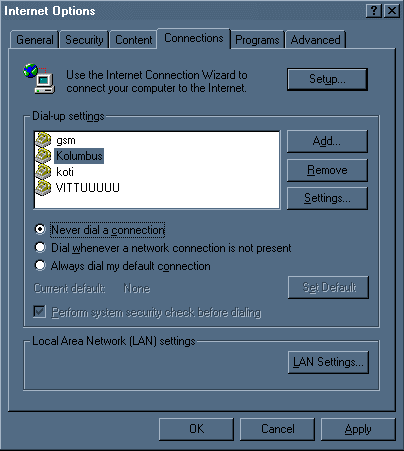 Internet Options
General Security Content Connections Programs Advanced
Use the Internet Connection Wizard to
connect your computer to the Internet.
Setup...
Dial-up settings
gsm
Kolumbus
koti
VITTUUUUU
Add...
Remove
Settings...
Never dial a connection
Dial whenever a network connection is not present
Always dial my default connection
Current default: None
Set Default
Perform system security check before dialing
Local Area Network (LAN) settings
LAN Settings...
OK Cancel Apply